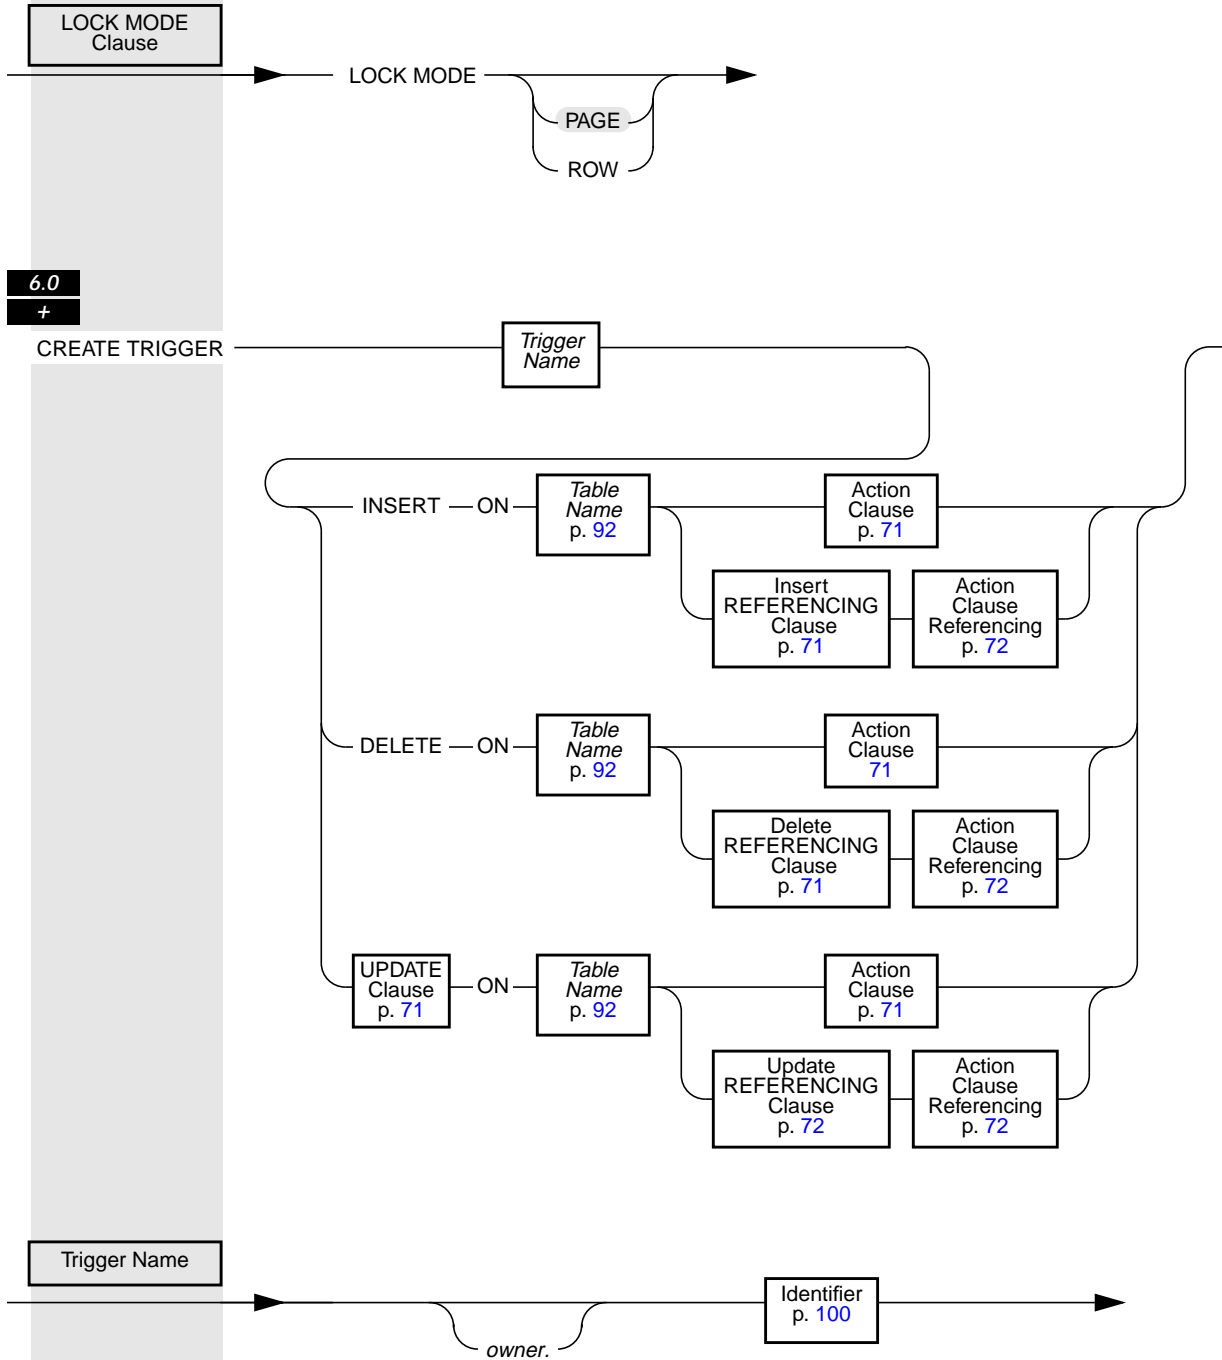 LOCK MODE
Clause
LOCK MODE
PAGE
ROW
6.0
+
CREATE TRIGGER
Trigger
Name
INSERT
ON
Table
Name
p. 92
Action
Clause
p. 71
Insert
REFERENCING
Clause
p. 71
Action
Clause
Referencing
p. 72
DELETE
ON
Table
Name
p. 92
Action
Clause
71
Delete
REFERENCING
Clause
p. 71
Action
Clause
Referencing
p. 72
UPDATE
Clause
p. 71
ON
Table
Name
p. 92
Action
Clause
p. 71
Update
REFERENCING
Clause
p. 72
Action
Clause
Referencing
p. 72
Trigger Name
owner.
Identifier
p. 100